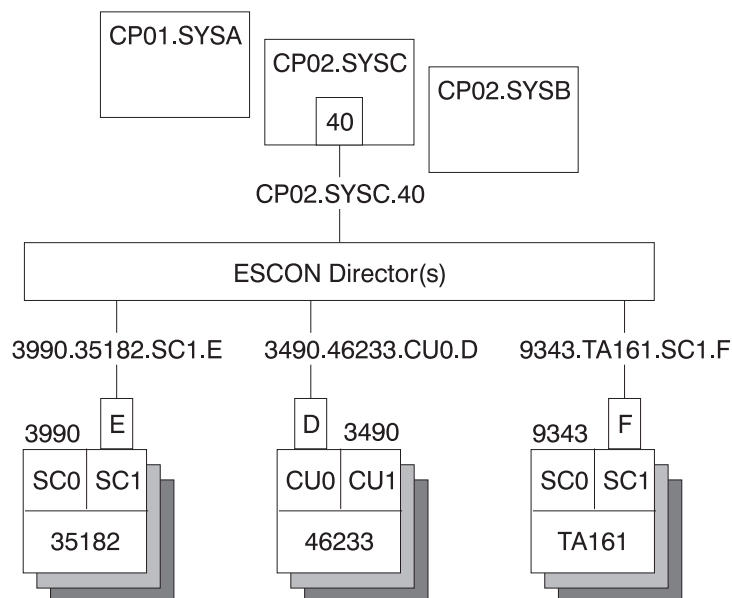 CP01.SYSA
CP02.SYSC
CP02.SYSB
40
CP02.SYSC.40
ESCON Director(s)
3990.35182.SC1.E
3490.46233.CU0.D
9343.TA161.SC1.F
E
D
F
3990
3490
9343
SC0 SC1
CU0 CU1
SC0 SC1
35182
46233
TA161